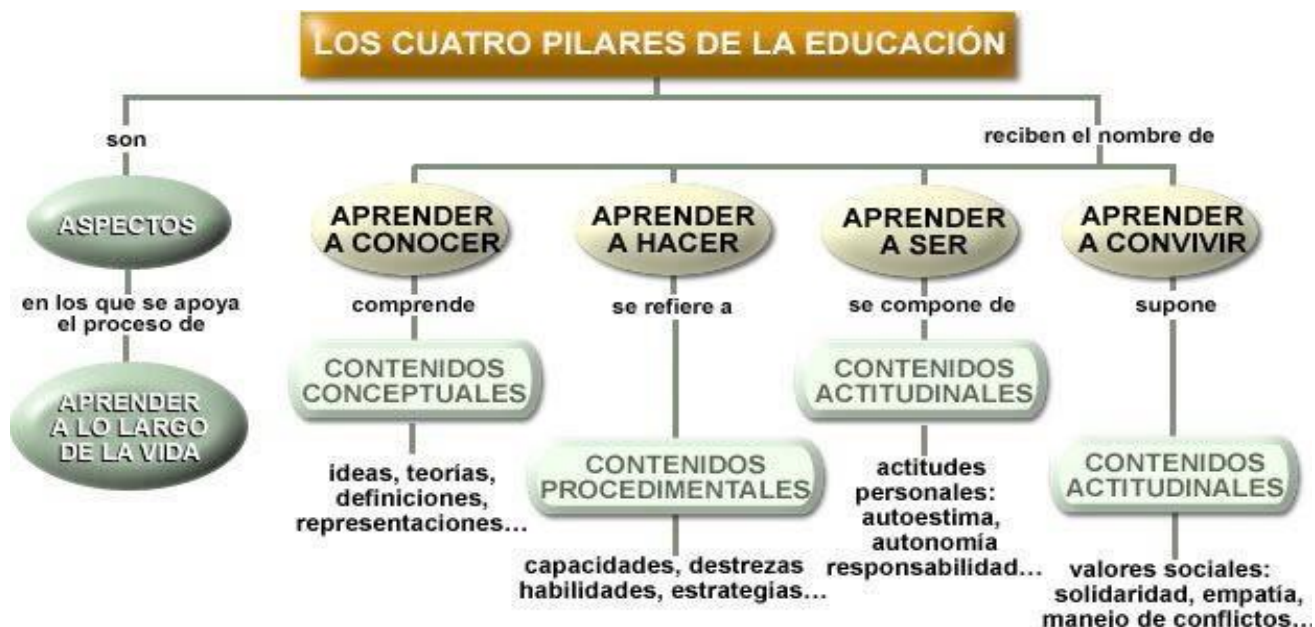 LOS CUATRO PILARES DE LA EDUCACIÓN
son
reciben el nombre de
ASPECTOS
en los que se apoya
el proceso de
APRENDER
A LO LARGO
DE LA VIDA
APRENDER
A CONOCER
comprende
CONTENIDOS
CONCEPTUALES
ideas, teorías,
definiciones,
representaciones...
APRENDER
A HACER
se refiere a
CONTENIDOS
PROCEDIMENTALES
capacidades, destrezas
habilidades, estrategias...
APRENDER
A SER
se compone de
CONTENIDOS
ACTITUDINALES
actitudes
personales:
autoestima,
autonomía
responsabilidad...
APRENDER
A CONVIVIR
supone
CONTENIDOS
ACTITUDINALES
valores sociales:
solidaridad, empatía,
manejo de conflictos...